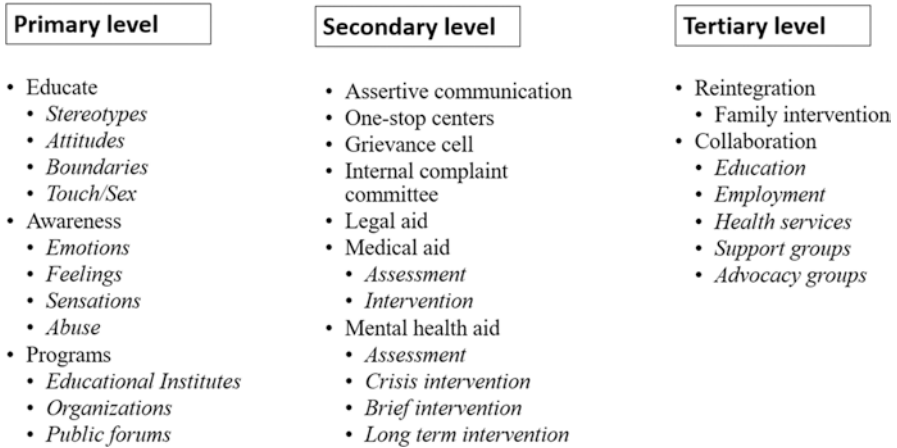 Primary level
• Educate
• Stereotypes
• Attitudes
• Boundaries
• Touch/Sex
• Awareness
• Emotions
• Feelings
• Sensations
• Abuse
• Programs
• Educational Institutes
• Organizations
• Public forums
Secondary level
• Assertive communication
• One-stop centers
• Grievance cell
• Internal complaint
committee
• Legal aid
• Medical aid
• Assessment
• Intervention
• Mental health aid
• Assessment
• Crisis intervention
• Brief intervention
• Long term intervention
Tertiary level
• Reintegration
• Family intervention
• Collaboration
• Education
• Employment
• Health services
• Support groups
• Advocacy groups